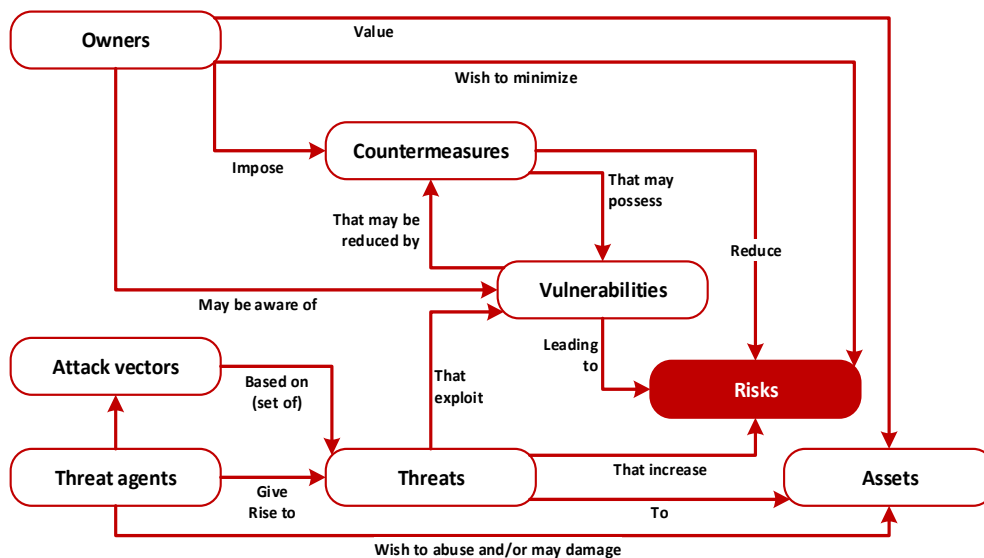 Owners
Value
Wish to minimize
Countermeasures
Impose
That may
possess
That may be
reduced by
Reduce
Vulnerabilities
May be aware of
Leading
to
Attack vectors
Based on
(set of)
That
exploit
Risks
Threat agents
Give
Rise to
Threats
That increase
To
Assets
Wish to abuse and/or may damage